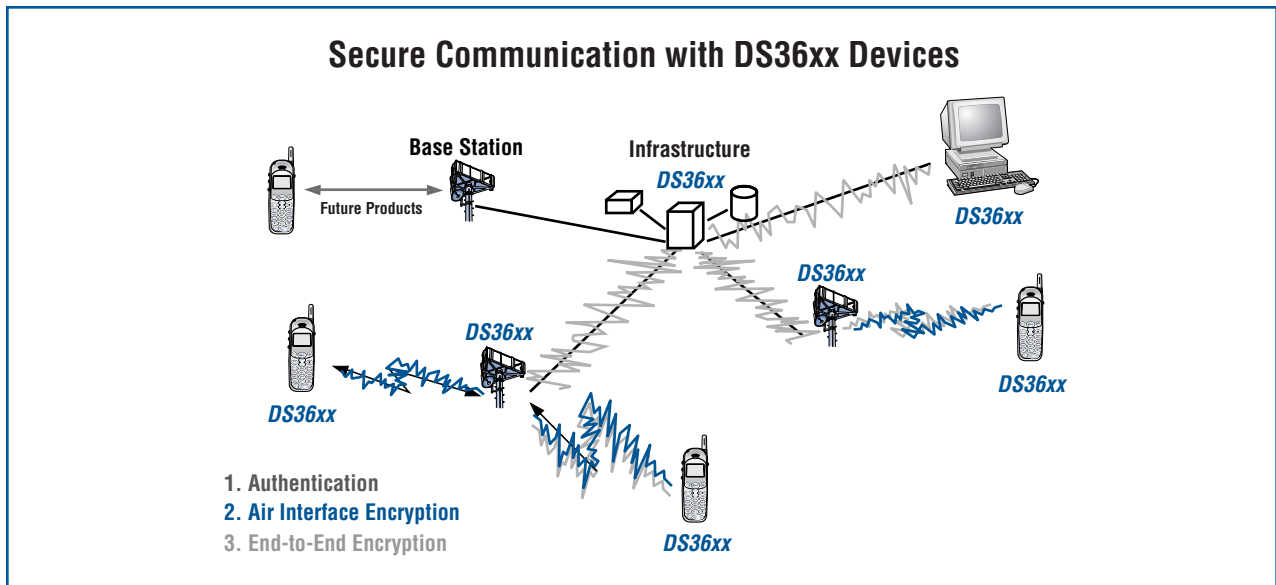 Secure Communication with DS36xx Devices
Base Station
Infrastructure
DS36xx
Future Products
DS36xx
DS36xx
DS36xx
DS36xx
DS36xx
DS36xx
1. Authentication
2. Air Interface Encryption
3. End-to-End Encryption